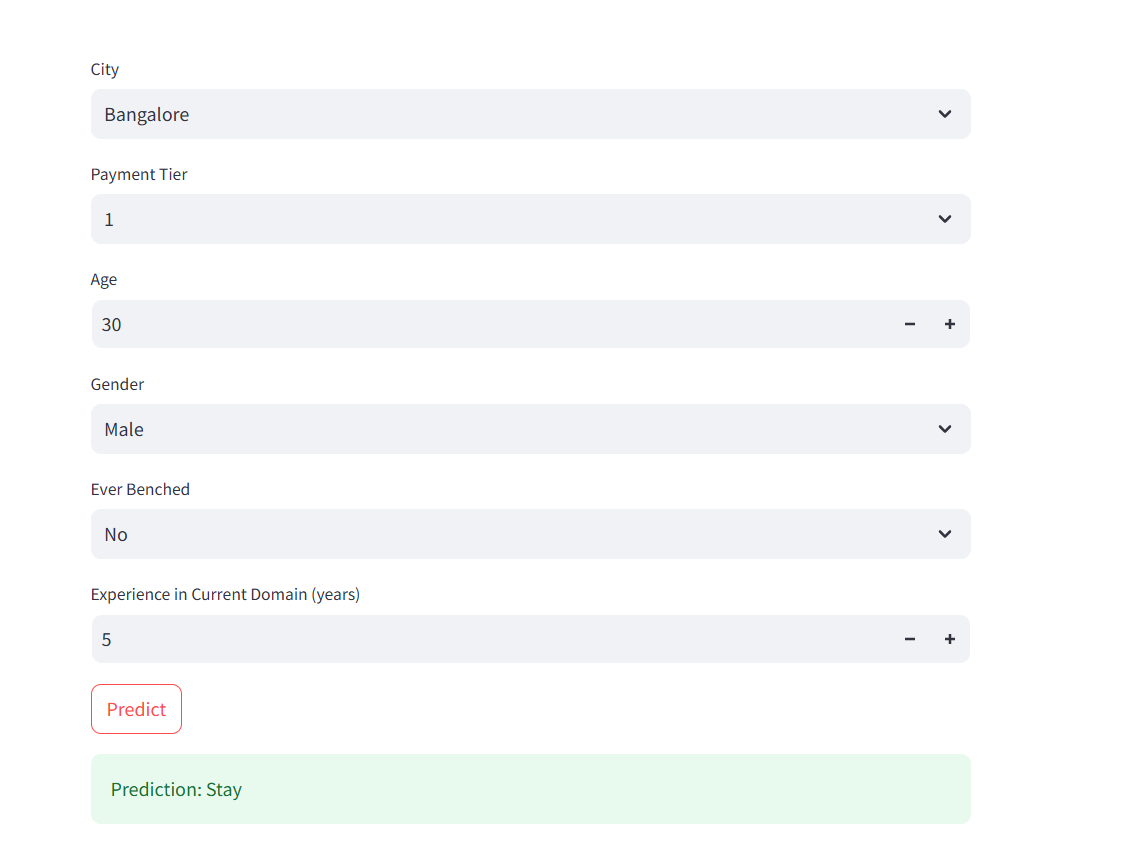 City
Bangalore
Payment Tier
1
Age
30
Gender
Male
Ever Benched
No
Experience in Current Domain (years)
5
Predict
Prediction: Stay